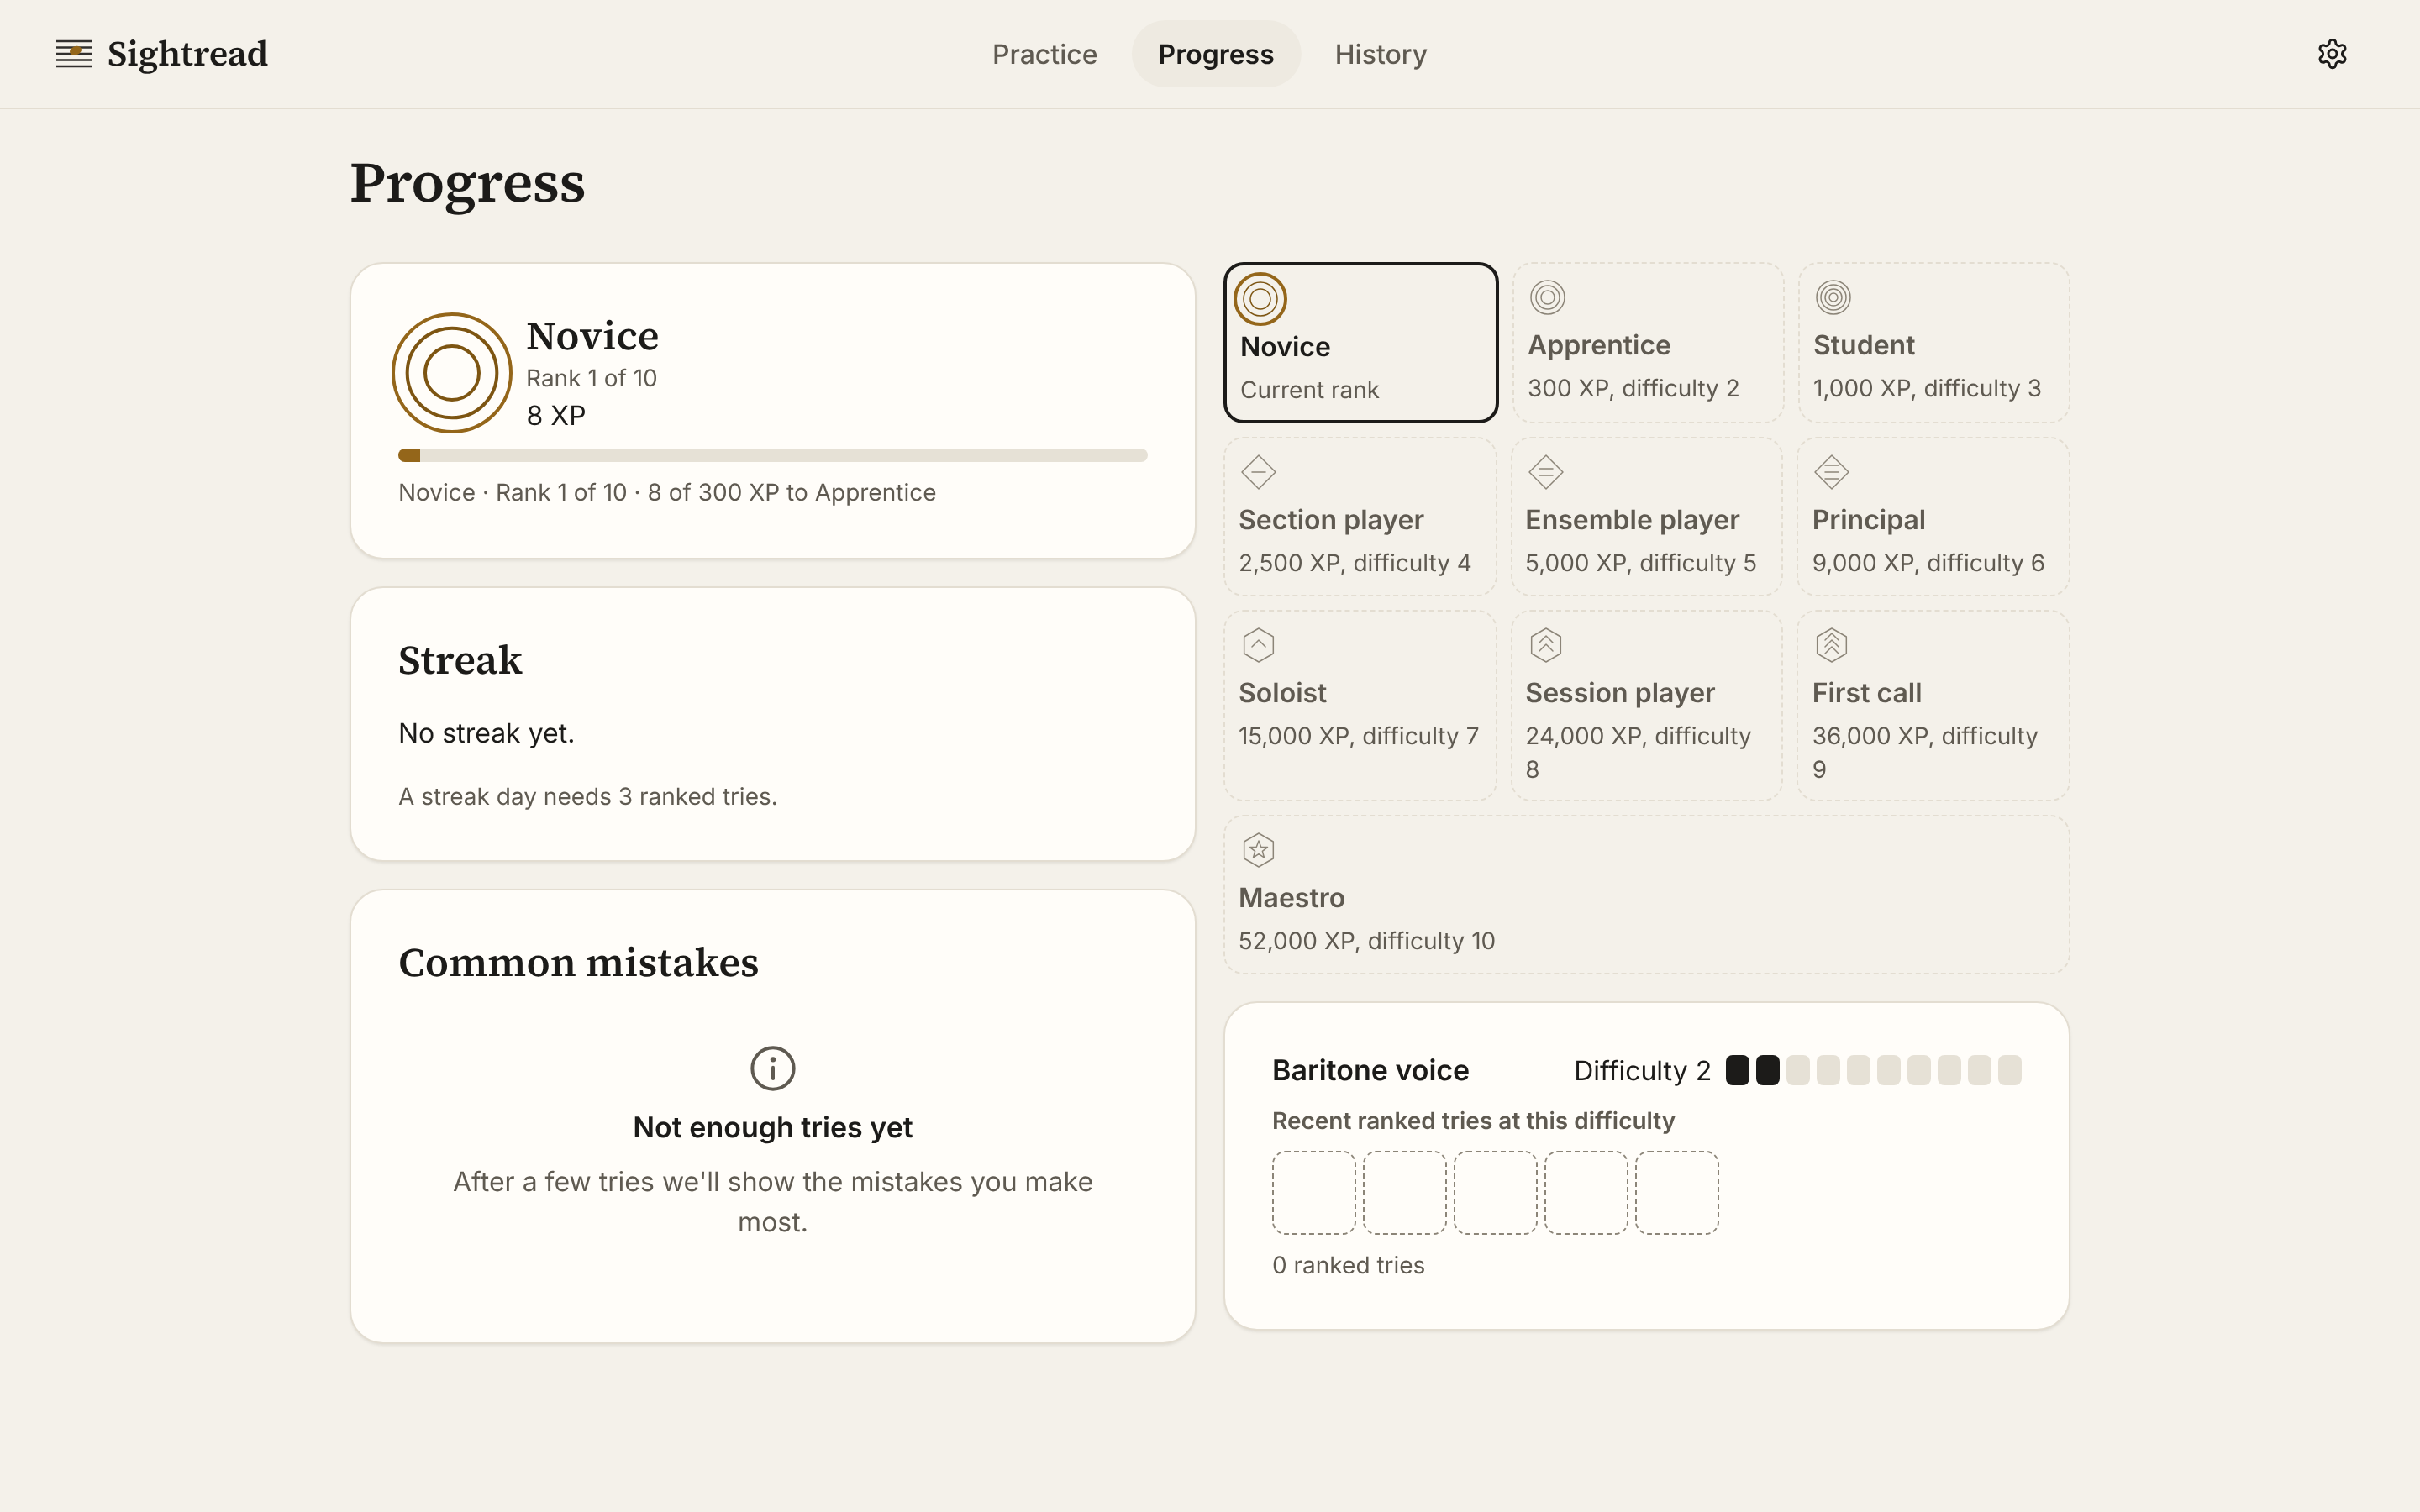 Sightread
Practice
Progress
History
Progress
Novice
Rank 1 of 10
8 XP
Novice · Rank 1 of 10 · 8 of 300 XP to Apprentice
Streak
No streak yet.
A streak day needs 3 ranked tries.
Common mistakes
Not enough tries yet
After a few tries we'll show the mistakes you make
most.
Novice
Current rank
Apprentice
300 XP, difficulty 2
Student
1,000 XP, difficulty 3
Section player
2,500 XP, difficulty 4
Ensemble player
5,000 XP, difficulty 5
Principal
9,000 XP, difficulty 6
Soloist
15,000 XP, difficulty 7
Session player
24,000 XP, difficulty
8
First call
36,000 XP, difficulty
9
Maestro
52,000 XP, difficulty 10
Baritone voice
Difficulty 2
Recent ranked tries at this difficulty
0 ranked tries